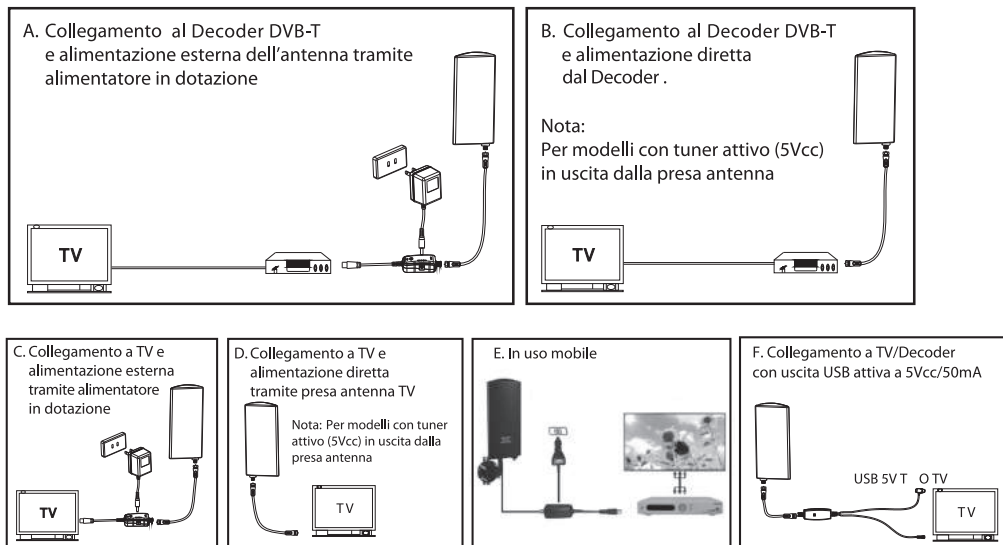 A. Collegamento al Decoder DVB-T
e alimentazione esterna dell'antenna tramite
alimentatore in dotazione
TV
B. Collegamento al Decoder DVB-T
e alimentazione diretta
dal Decoder .
Nota:
Per modelli con tuner attivo (5Vcc)
in uscita dalla presa antenna
TV
C. Collegamento a TV e
alimentazione esterna
tramite alimentatore
in dotazione
TV
D. Collegamento a TV e
alimentazione diretta
tramite presa antenna TV
Nota: Per modelli con tuner
attivo (5Vcc) in uscita dalla
presa antenna
TV
E. In uso mobile
F. Collegamento a TV/Decoder
con uscita USB attiva a 5Vcc/50mA
USB 5V T O TV
TV